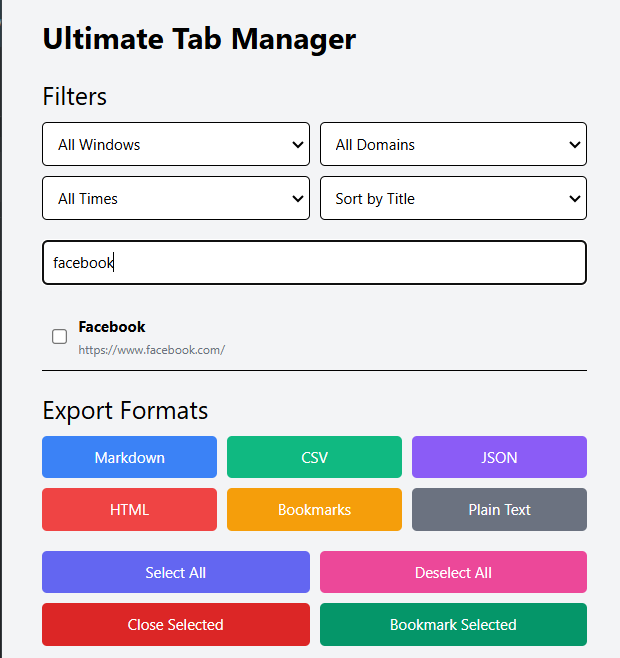 Ultimate Tab Manager
Filters
All Windows
All Domains
All Times
Sort by Title
facebook
Facebook
https://www.facebook.com/
Export Formats
Markdown
CSV
JSON
HTML
Bookmarks
Plain Text
Select All
Deselect All
Close Selected
Bookmark Selected